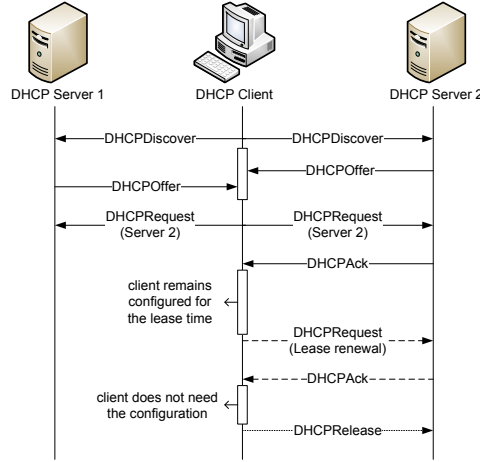 DHCP Server 1
DHCP Client
DHCP Server 2
DHCPDiscover
DHCPDiscover
DHCPOffer
DHCPOffer
DHCPRequest
(Server 2)
DHCPRequest
(Server 2)
DHCPAck
client remains
configured for
the lease time
DHCPRequest
(Lease renewal)
DHCPAck
client does not need
the configuration
DHCPRelease